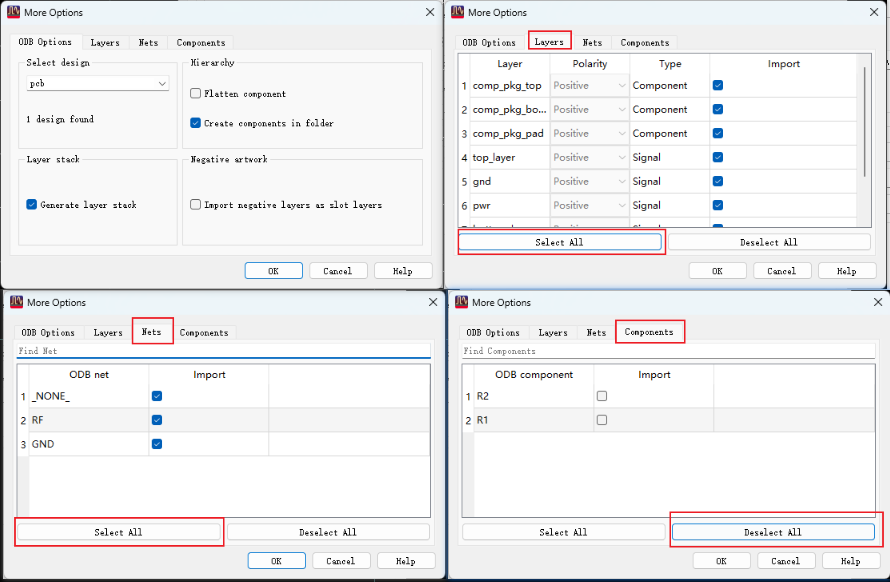 More Options
ODB Options Layers Nets Components
Select design
pcb
1 design found
Hierarchy
Flatten component
Create components in folder
Layer stack
Generate layer stack
Negative artwork
Import negative layers as slot layers
OK Cancel Help
More Options
ODB Options Layers Nets Components
Layer Polarity Type Import
1 comp_pkg_top Positive Component
2 comp_pkg_bo... Positive Component
3 comp_pkg_pad Positive Component
4 top_layer Positive Signal
5 gnd Positive Signal
6 pwr Positive Signal
Select All Deselect All
OK Cancel Help
More Options
ODB Options Layers Nets Components
Find Net
ODB net Import
1 _NONE_
2 RF
3 GND
Select All Deselect All
OK Cancel Help
More Options
ODB Options Layers Nets Components
Find Components
ODB component Import
1 R2
2 R1
Select All Deselect All
OK Cancel Help